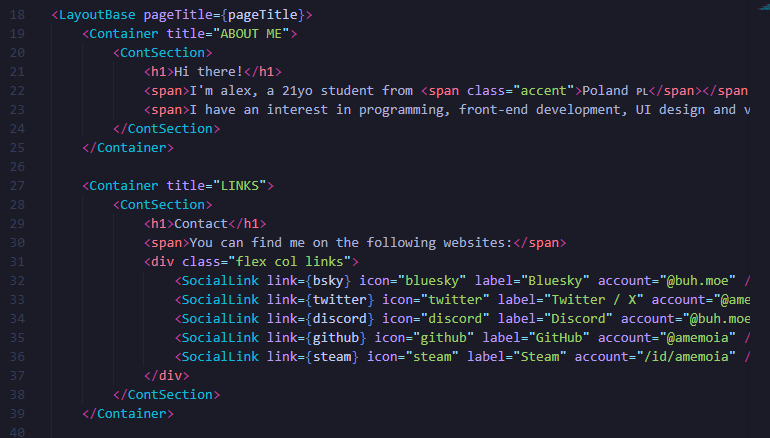 18 <LayoutBase pageTitle={pageTitle}>
19 <Container title="ABOUT ME">
20 <ContSection>
21 <h1>Hi there!</h1>
22 <span>I'm alex, a 21yo student from <span class="accent">Poland 🇵🇱</span></span
23 <span>I have an interest in programming, front-end development, UI design and v
24 </ContSection>
25 </Container>
26
27 <Container title="LINKS">
28 <ContSection>
29 <h1>Contact</h1>
30 <span>You can find me on the following websites:</span>
31 <div class="flex col links">
32 <SocialLink link={bsky} icon="bluesky" label="Bluesky" account="@buh.moe" /
33 <SocialLink link={twitter} icon="twitter" label="Twitter / X" account="@ame
34 <SocialLink link={discord} icon="discord" label="Discord" account="@buh.moe
35 <SocialLink link={github} icon="github" label="GitHub" account="@amemoia" /
36 <SocialLink link={steam} icon="steam" label="Steam" account="/id/amemoia" /
37 </div>
38 </ContSection>
39 </Container>
40